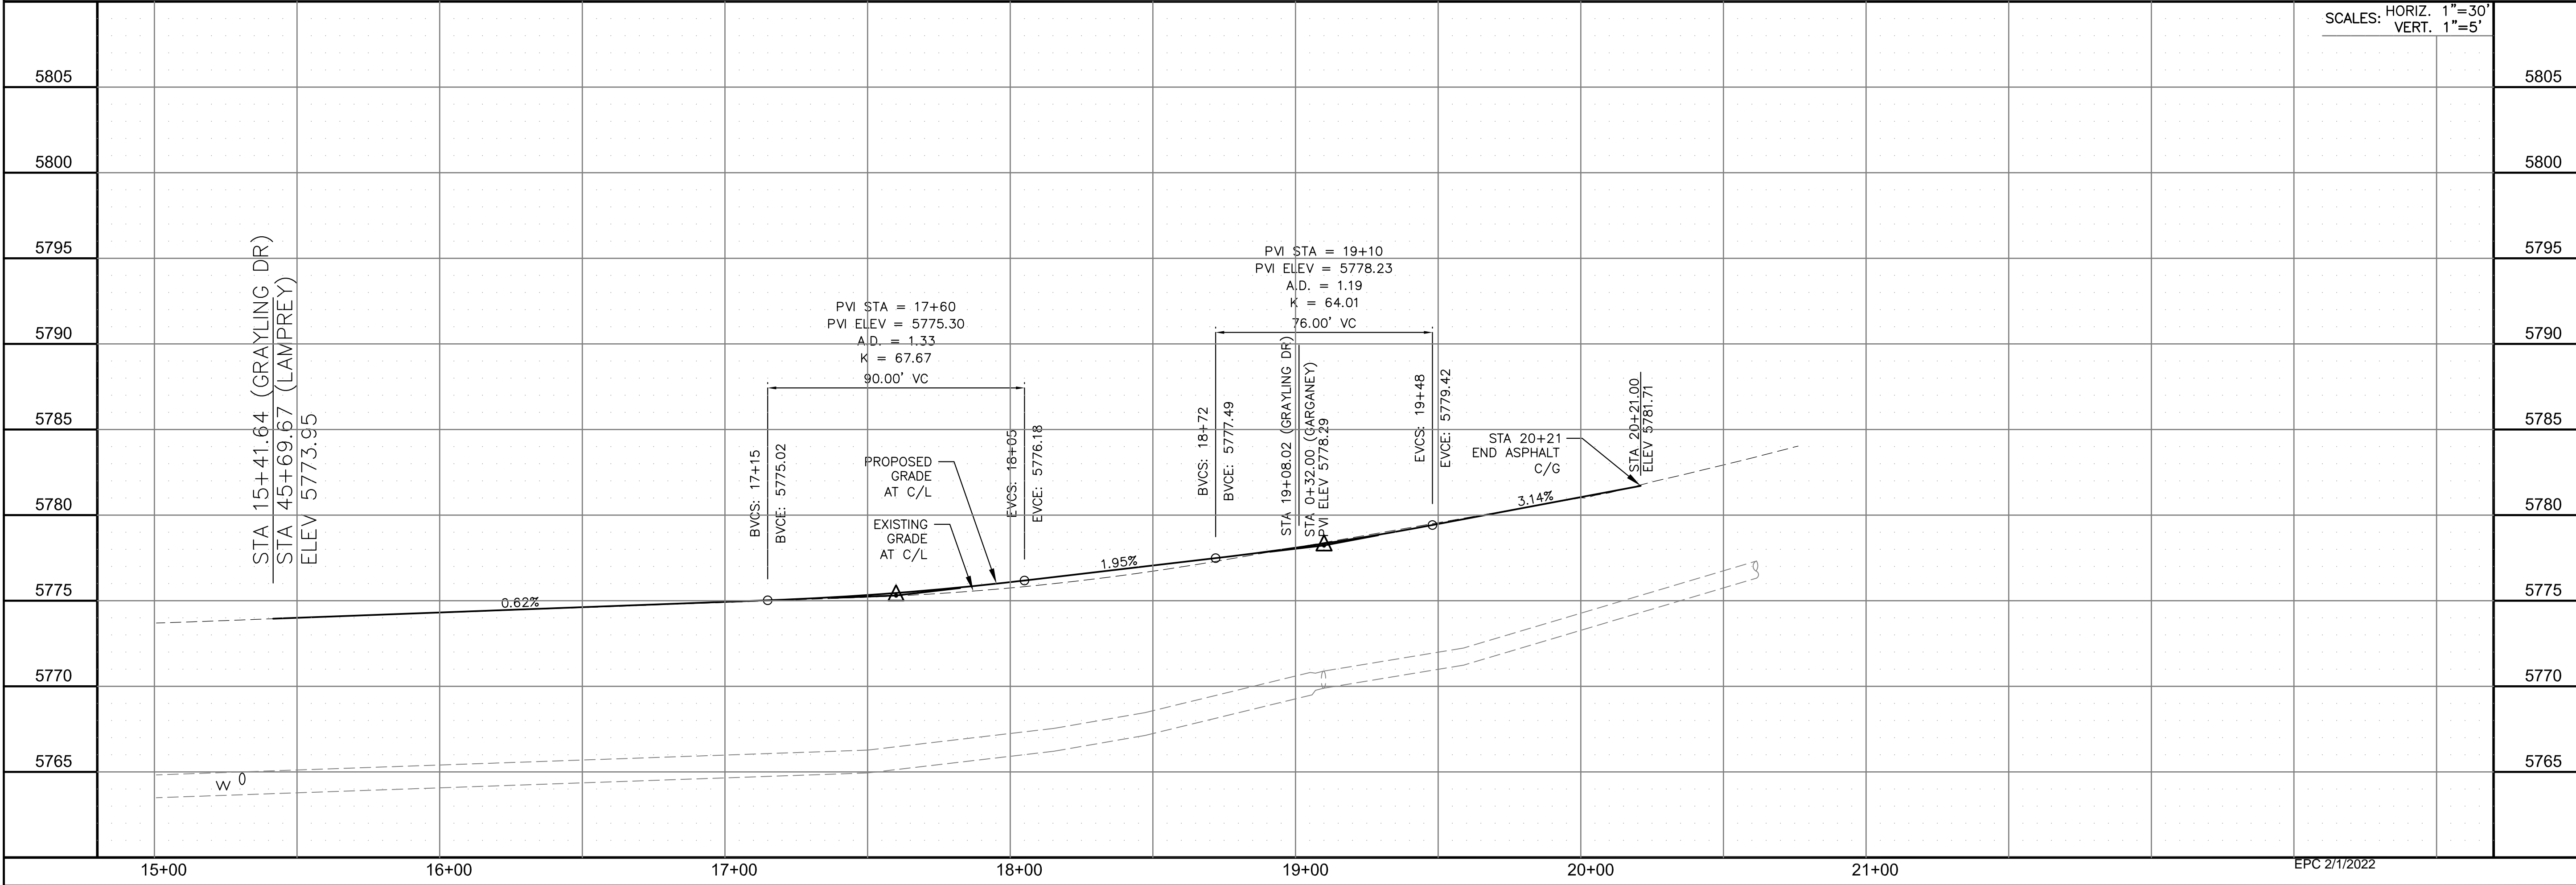 SCALES: HORIZ. 1"=30'
VERT. 1"=5'
5805
5805
5800
5800
5795
5795
5790
5790
5785
5785
5780
5780
5775
5775
5770
5770
5765
5765
STA 15+41.64 (GRAYLING DR)
STA 45+69.67 (LAMPREY)
ELEV 5773.95
0.62%
PVI STA = 17+60
PVI ELEV = 5775.30
A.D. = 1.33
K = 67.67
90.00' VC
BVCS: 17+15
BVCE: 5775.02
PROPOSED
GRADE
AT C/L
EXISTING
GRADE
AT C/L
EVCS: 18+05
EVCE: 5776.18
1.95%
PVI STA = 19+10
PVI ELEV = 5778.23
A.D. = 1.19
K = 64.01
76.00' VC
BVCS: 18+72
BVCE: 5777.49
STA 19+08.02 (GRAYLING DR)
STA 0+32.00 (GARGANEY)
PVI ELEV 5778.29
EVCS: 19+48
EVCE: 5779.42
STA 20+21
END ASPHALT
C/G
3.14%
STA 20+21.00
ELEV 5781.71
W
15+00
16+00
17+00
18+00
19+00
20+00
21+00
EPC 2/1/2022